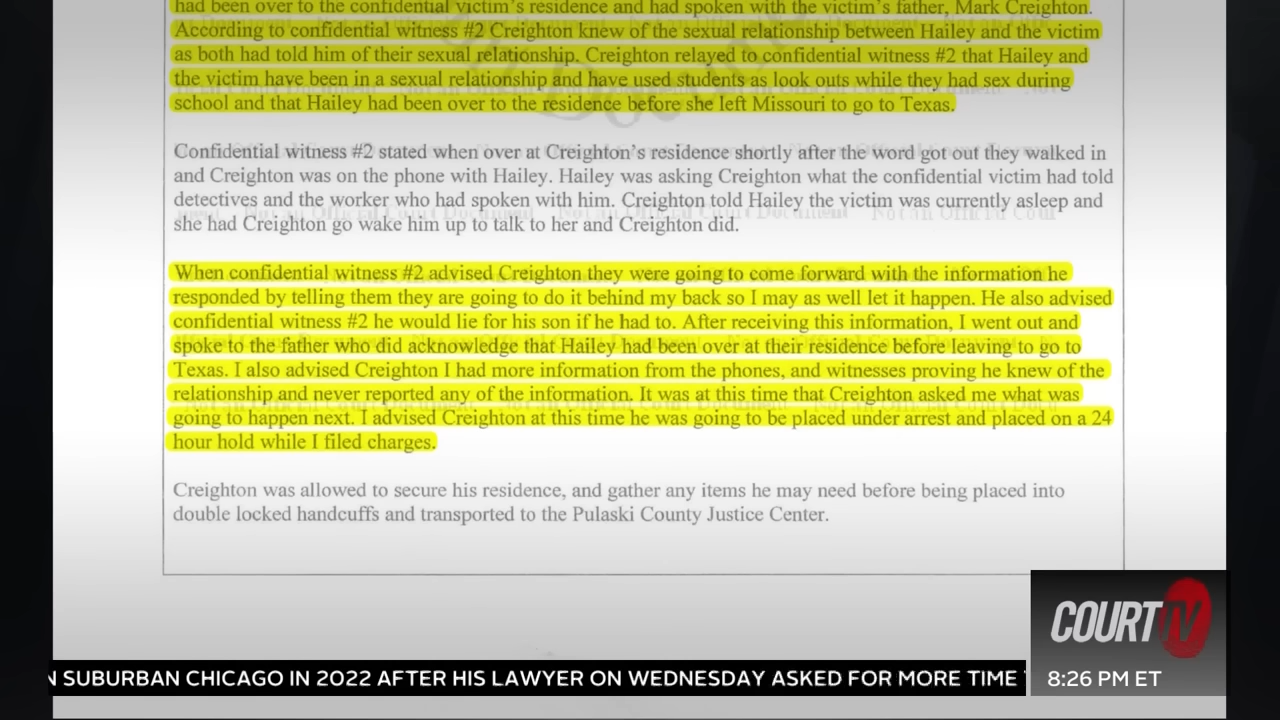 had been over to the confidential victim's residence and had spoken with the victim's father, Mark Creighton.
According to confidential witness #2 Creighton knew of the sexual relationship between Hailey and the victim
as both had told him of their sexual relationship. Creighton relayed to confidential witness #2 that Hailey and
the victim have been in a sexual relationship and have used students as look outs while they had sex during
school and that Hailey had been over to the residence before she left Missouri to go to Texas.
Confidential witness #2 stated when over at Creighton's residence shortly after the word got out they walked in
and Creighton was on the phone with Hailey. Hailey was asking Creighton what the confidential victim had told
detectives and the worker who had spoken with him. Creighton told Hailey the victim was currently asleep and
she had Creighton go wake him up to talk to her and Creighton did.
When confidential witness #2 advised Creighton they were going to come forward with the information he
responded by telling them they are going to do it behind my back so I may as well let it happen. He also advised
confidential witness #2 he would lie for his son if he had to. After receiving this information, I went out and
spoke to the father who did acknowledge that Hailey had been over at their residence before leaving to go to
Texas. I also advised Creighton I had more information from the phones, and witnesses proving he knew of the
relationship and never reported any of the information. It was at this time that Creighton asked me what was
going to happen next. I advised Creighton at this time he was going to be placed under arrest and placed on a 24
hour hold while I filed charges.
Creighton was allowed to secure his residence, and gather any items he may need before being placed into
double locked handcuffs and transported to the Pulaski County Justice Center.
COURT TV
N SUBURBAN CHICAGO IN 2022 AFTER HIS LAWYER ON WEDNESDAY ASKED FOR MORE TIME
8:26 PM ET